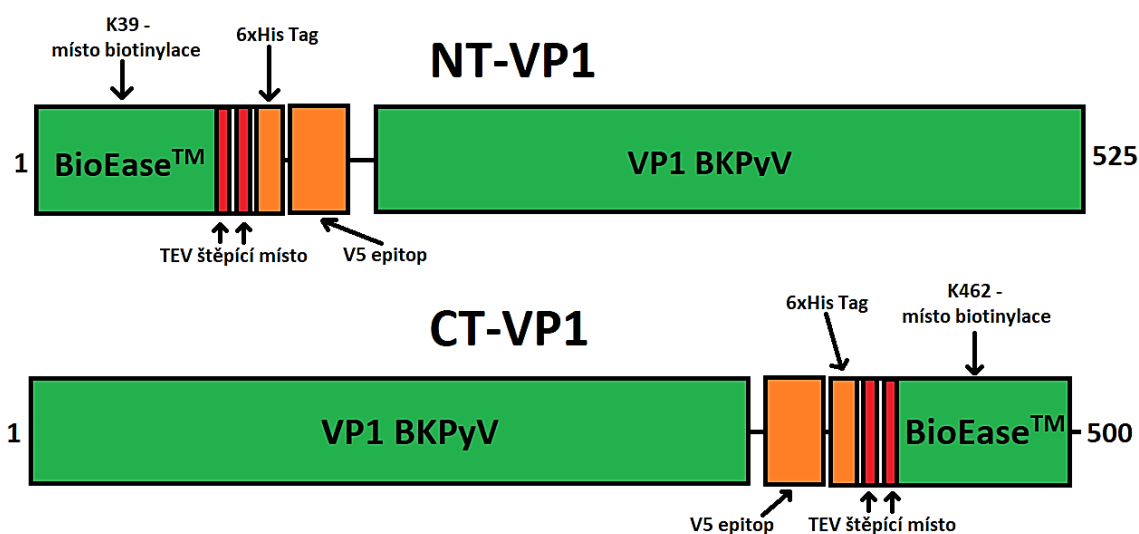 K39 -
místo biotinylace
6xHis Tag
NT-VP1
1
BioEase™
VP1 BKPyV
525
TEV štěpící místo
V5 epitop
K462 -
místo biotinylace
6xHis Tag
CT-VP1
1
VP1 BKPyV
BioEase™
500
V5 epitop
TEV štěpící místo